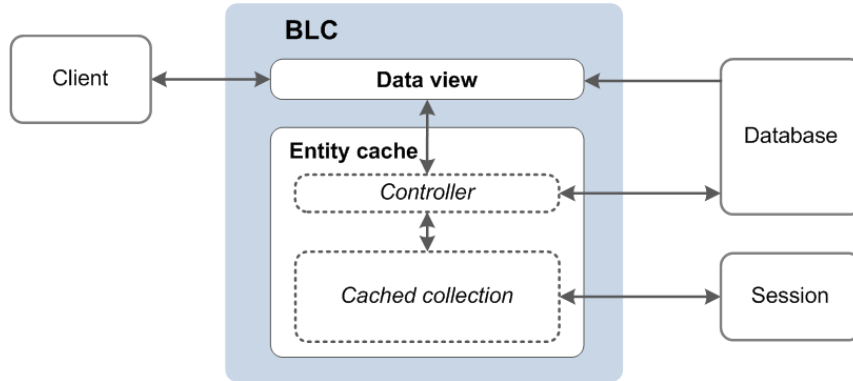 BLC
Client
Data view
Database
Entity cache
Controller
Cached collection
Session